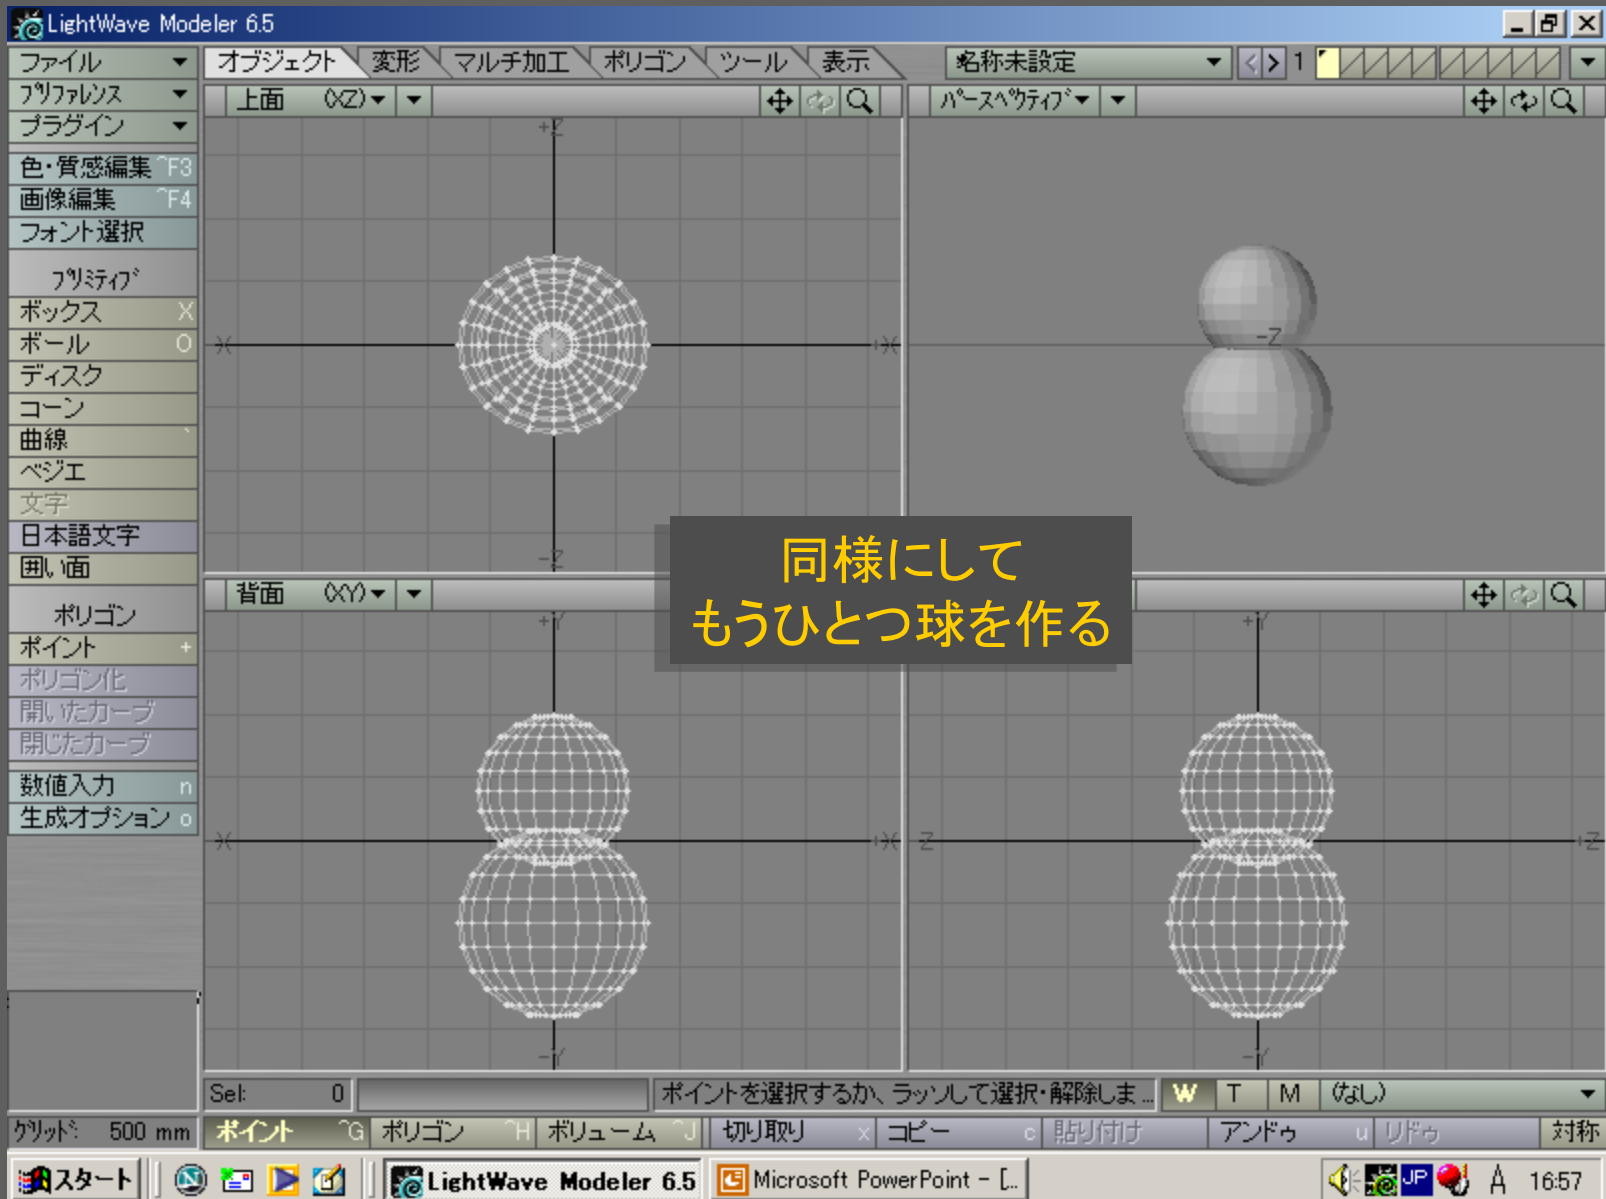 LightWave Modeler 6.5
ファイル
プリファレンス
プラグイン
オブジェクト 変形 マルチ加工 ポリゴン ツール 表示 名称未設定 < > 1
上面 (XZ)
パースペクティブ
色・質感編集 ^F3
画像編集 ^F4
フォント選択
プリミティブ
ボックス X
ボール O
ディスク
コーン
曲線 `
ベジエ
文字
日本語文字
囲い面
ポリゴン
ポイント +
ポリゴン化
開いたカーブ
閉じたカーブ
数値入力 n
生成オプション o
+Z
-X +X
-Z
-Z
同様にして
もうひとつ球を作る
背面 (XY)
+Y
-X +X
-Y
+Y
-Z +Z
-Y
Sel: 0 ポイントを選択するか、ラッソして選択・解除しま... W T M (なし)
グリッド: 500 mm ポイント ^G ポリゴン ^H ボリューム ^J 切り取り x コピー c 貼り付け アンドゥ u リドゥ 対称
スタート LightWave Modeler 6.5 Microsoft PowerPoint - [... JP A 16:57